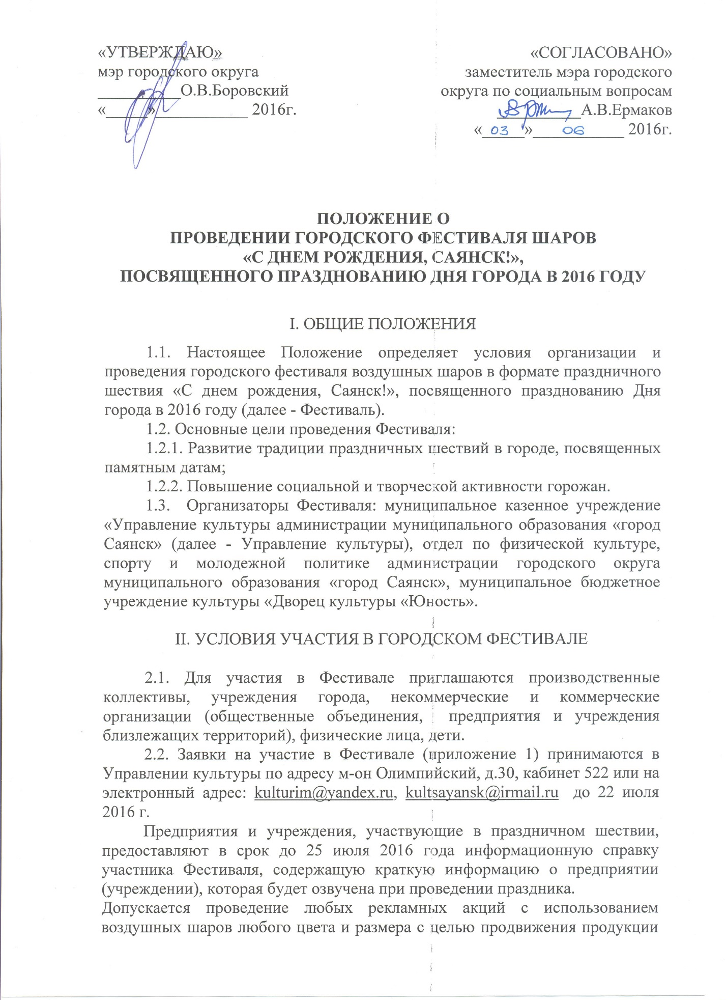 «УТВЕРЖДАЮ»
мэр городского округа
____________О.В.Боровский
«_____»____________ 2016г.
«СОГЛАСОВАНО»
заместитель мэра городского
округа по социальным вопросам
___________А.В.Ермаков
«_03_»____06____ 2016г.
ПОЛОЖЕНИЕ О
ПРОВЕДЕНИИ ГОРОДСКОГО ФЕСТИВАЛЯ ШАРОВ
«С ДНЕМ РОЖДЕНИЯ, САЯНСК!»,
ПОСВЯЩЕННОГО ПРАЗДНОВАНИЮ ДНЯ ГОРОДА В 2016 ГОДУ
I. ОБЩИЕ ПОЛОЖЕНИЯ
1.1. Настоящее Положение определяет условия организации и
проведения городского фестиваля воздушных шаров в формате праздничного
шествия «С днем рождения, Саянск!», посвященного празднованию Дня
города в 2016 году (далее - Фестиваль).
1.2. Основные цели проведения Фестиваля:
1.2.1. Развитие традиции праздничных шествий в городе, посвященных
памятным датам;
1.2.2. Повышение социальной и творческой активности горожан.
1.3. Организаторы Фестиваля: муниципальное казенное учреждение
«Управление культуры администрации муниципального образования «город
Саянск» (далее - Управление культуры), отдел по физической культуре,
спорту и молодежной политике администрации городского округа
муниципального образования «город Саянск», муниципальное бюджетное
учреждение культуры «Дворец культуры «Юность».
II. УСЛОВИЯ УЧАСТИЯ В ГОРОДСКОМ ФЕСТИВАЛЕ
2.1. Для участия в Фестивале приглашаются производственные
коллективы, учреждения города, некоммерческие и коммерческие
организации (общественные объединения, предприятия и учреждения
близлежащих территорий), физические лица, дети.
2.2. Заявки на участие в Фестивале (приложение 1) принимаются в
Управлении культуры по адресу м-он Олимпийский, д.30, кабинет 522 или на
электронный адрес: kulturim@yandex.ru, kultsayansk@irmail.ru до 22 июля
2016 г.
Предприятия и учреждения, участвующие в праздничном шествии,
предоставляют в срок до 25 июля 2016 года информационную справку
участника Фестиваля, содержащую краткую информацию о предприятии
(учреждении), которая будет озвучена при проведении праздника.
Допускается проведение любых рекламных акций с использованием
воздушных шаров любого цвета и размера с целью продвижения продукции